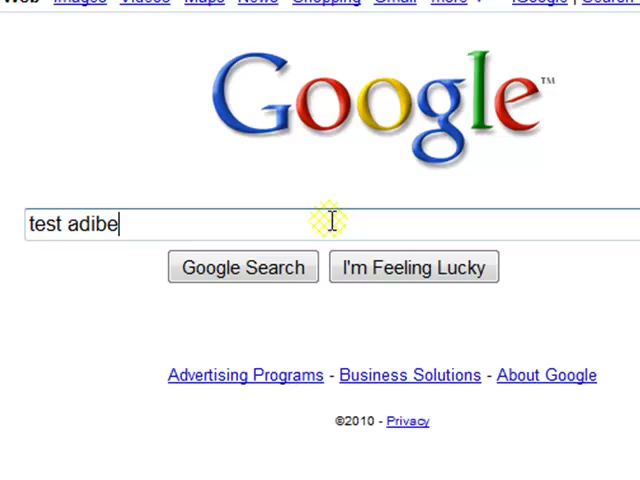 Web Images Videos Maps News Shopping Gmail more iGoogle | Search
Google™
test adibe
Google Search I'm Feeling Lucky
Advertising Programs - Business Solutions - About Google
©2010 - Privacy